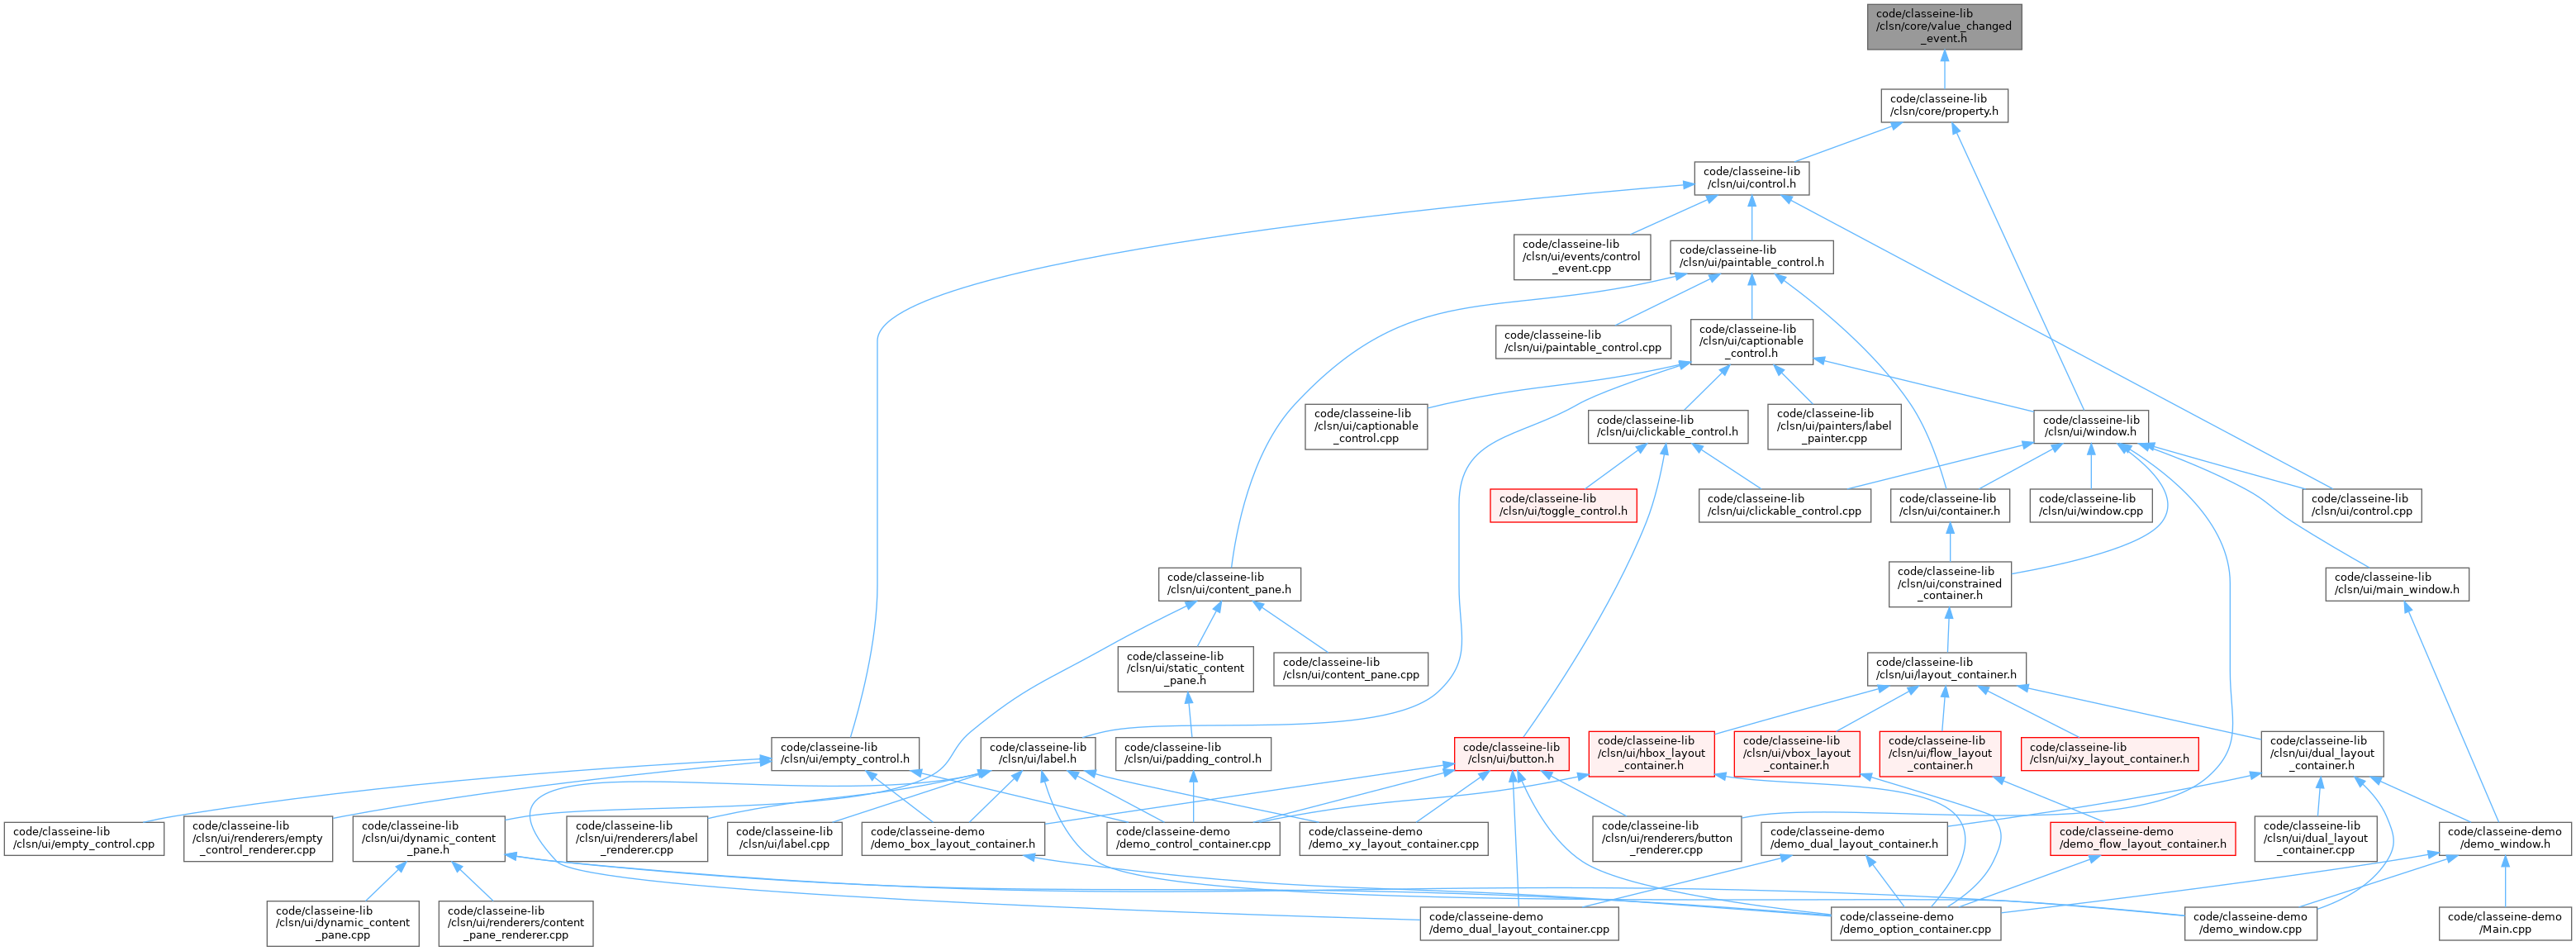 code/classeine-lib
/clsn/core/value_changed
_event.h
code/classeine-lib
/clsn/core/property.h
code/classeine-lib
/clsn/ui/control.h
code/classeine-lib
/clsn/ui/events/control
_event.cpp
code/classeine-lib
/clsn/ui/paintable_control.h
code/classeine-lib
/clsn/ui/paintable_control.cpp
code/classeine-lib
/clsn/ui/captionable
_control.h
code/classeine-lib
/clsn/ui/captionable
_control.cpp
code/classeine-lib
/clsn/ui/clickable_control.h
code/classeine-lib
/clsn/ui/painters/label
_painter.cpp
code/classeine-lib
/clsn/ui/window.h
code/classeine-lib
/clsn/ui/toggle_control.h
code/classeine-lib
/clsn/ui/clickable_control.cpp
code/classeine-lib
/clsn/ui/container.h
code/classeine-lib
/clsn/ui/window.cpp
code/classeine-lib
/clsn/ui/control.cpp
code/classeine-lib
/clsn/ui/content_pane.h
code/classeine-lib
/clsn/ui/constrained
_container.h
code/classeine-lib
/clsn/ui/main_window.h
code/classeine-lib
/clsn/ui/static_content
_pane.h
code/classeine-lib
/clsn/ui/content_pane.cpp
code/classeine-lib
/clsn/ui/layout_container.h
code/classeine-lib
/clsn/ui/empty_control.h
code/classeine-lib
/clsn/ui/label.h
code/classeine-lib
/clsn/ui/padding_control.h
code/classeine-lib
/clsn/ui/button.h
code/classeine-lib
/clsn/ui/hbox_layout
_container.h
code/classeine-lib
/clsn/ui/vbox_layout
_container.h
code/classeine-lib
/clsn/ui/flow_layout
_container.h
code/classeine-lib
/clsn/ui/xy_layout_container.h
code/classeine-lib
/clsn/ui/dual_layout
_container.h
code/classeine-lib
/clsn/ui/empty_control.cpp
code/classeine-lib
/clsn/ui/renderers/empty
_control_renderer.cpp
code/classeine-lib
/clsn/ui/dynamic_content
_pane.h
code/classeine-lib
/clsn/ui/renderers/label
_renderer.cpp
code/classeine-lib
/clsn/ui/label.cpp
code/classeine-demo
/demo_box_layout_container.h
code/classeine-demo
/demo_control_container.cpp
code/classeine-demo
/demo_xy_layout_container.cpp
code/classeine-lib
/clsn/ui/renderers/button
_renderer.cpp
code/classeine-demo
/demo_dual_layout_container.h
code/classeine-demo
/demo_flow_layout_container.h
code/classeine-lib
/clsn/ui/dual_layout
_container.cpp
code/classeine-demo
/demo_window.h
code/classeine-lib
/clsn/ui/dynamic_content
_pane.cpp
code/classeine-lib
/clsn/ui/renderers/content
_pane_renderer.cpp
code/classeine-demo
/demo_dual_layout_container.cpp
code/classeine-demo
/demo_option_container.cpp
code/classeine-demo
/demo_window.cpp
code/classeine-demo
/Main.cpp